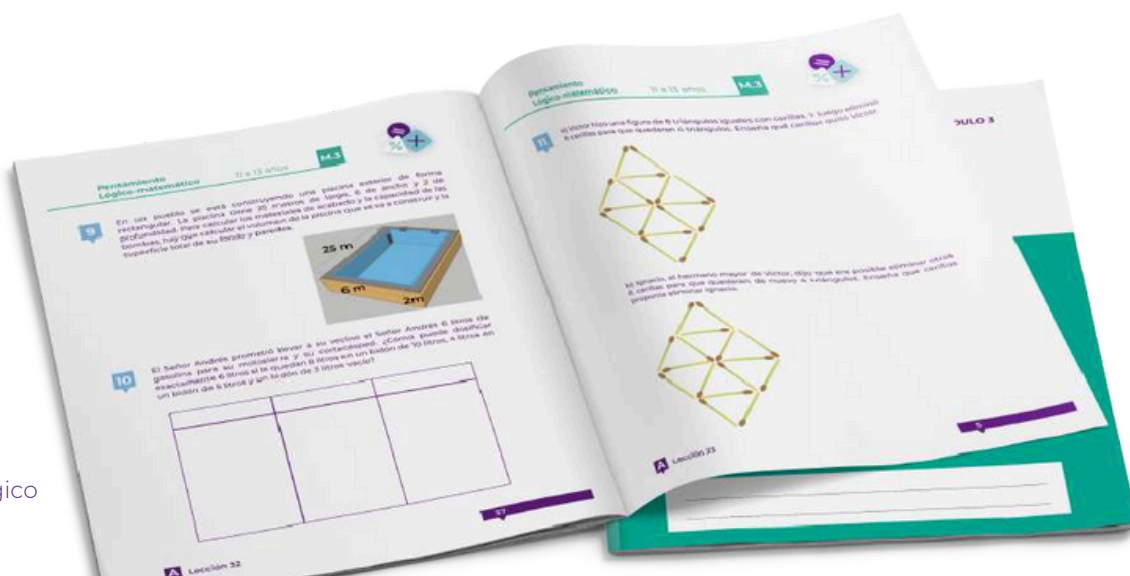 Pensamiento
Lógico-matemático
11 a 13 años
M.3
9
En un pueblo se está construyendo una piscina exterior de forma
rectangular. La piscina tiene 25 metros de largo, 6 de ancho y 2 de
profundidad. Para calcular los materiales de acabado y la capacidad de las
bombas, hay que calcular el volumen de la piscina que se va a construir y la
superficie total de su fondo y paredes.
25 m
6 m
2m
10
El Señor Andrés prometió llevar a su vecino el Señor Andrés 6 litros de
gasolina para su motosierra y su cortacésped. ¿Cómo puede dosificar
exactamente 6 litros si le quedan 8 litros en un bidón de 10 litros, 4 litros en
un bidón de 5 litros y un bidón de 3 litros vacío?
37
A Lección 32
Pensamiento
Lógico-matemático
11 a 13 años
M.3
11
a) Víctor hizo una figura de 8 triángulos iguales con cerillas. Y, luego eliminó
cerillas para que quedaran triángulos. Enseña qué cerillas quitó Víctor.
b) Ignacio, el hermano mayor de Víctor, dijo que era posible eliminar otras
6 cerillas para que quedaran de nuevo triángulos. Enseña qué cerillas
propone eliminar Ignacio.
5
A Lección 23
DULO 3
gico